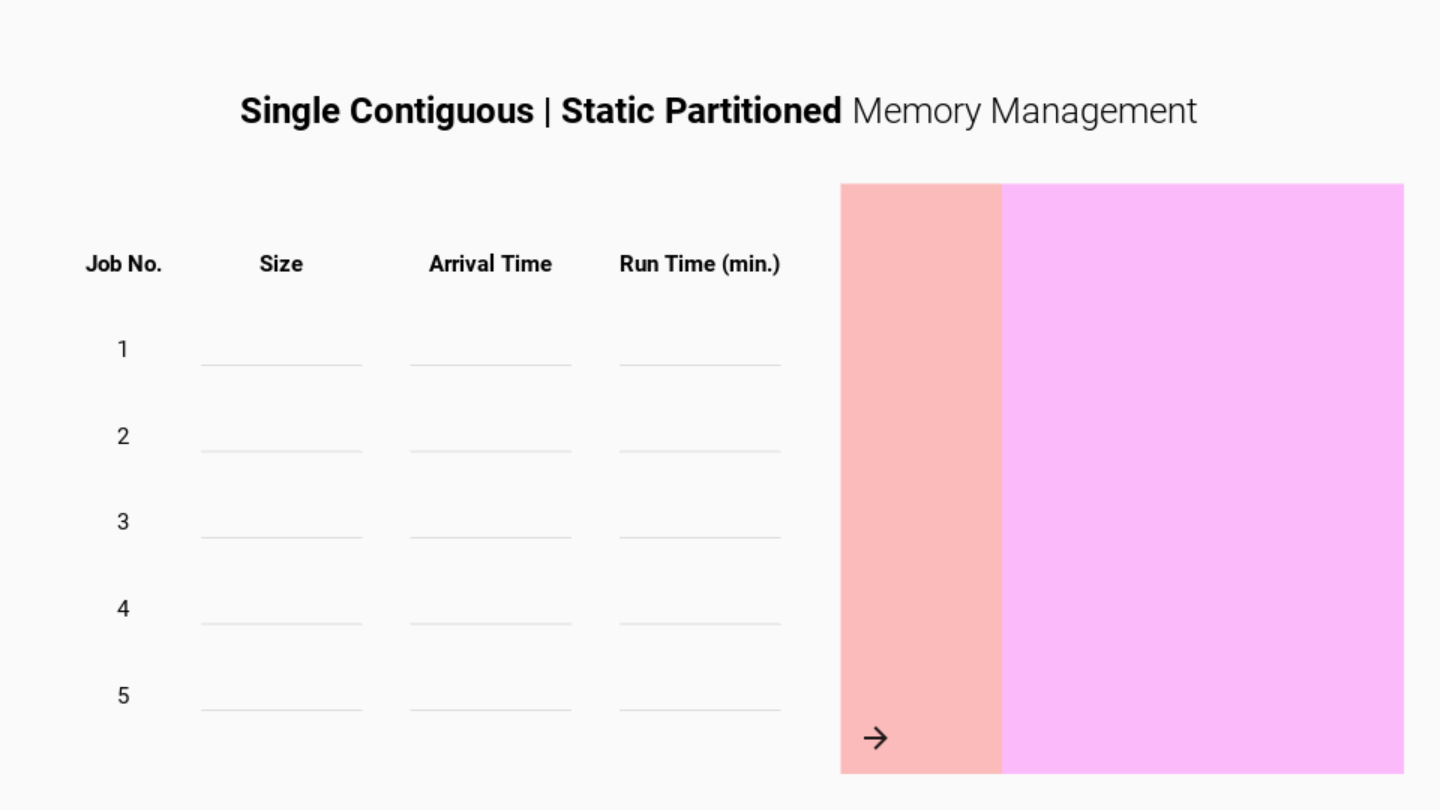 Single Contiguous | Static Partitioned Memory Management
Job No. Size Arrival Time Run Time (min.)
1
2
3
4
5